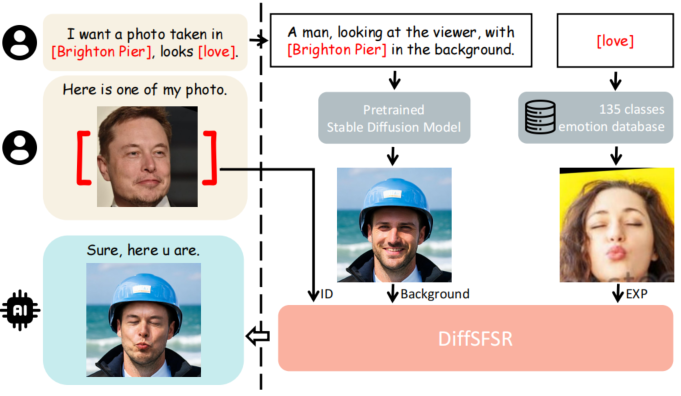 I want a photo taken in
[Brighton Pier], looks [love].
Here is one of my photo.
Sure, here u are.
AI
A man, looking at the viewer, with
[Brighton Pier] in the background.
[love]
Pretrained
Stable Diffusion Model
135 classes
emotion database
ID
Background
EXP
DiffSFSR